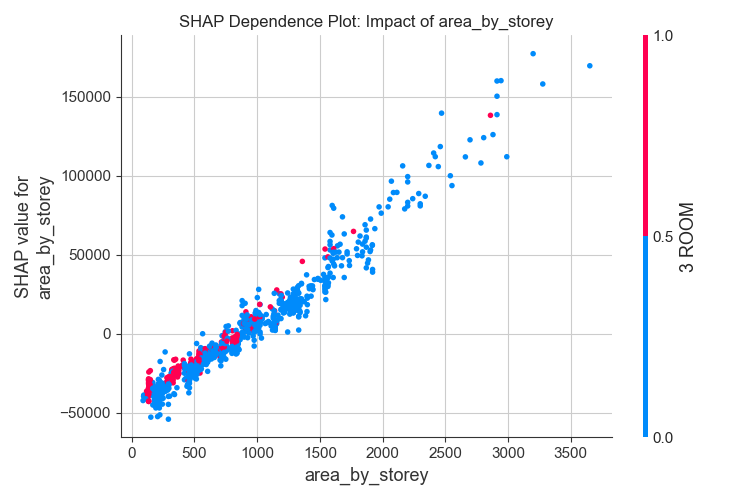 SHAP Dependence Plot: Impact of area_by_storey
SHAP value for
area_by_storey
150000
100000
50000
0
−50000
0 500 1000 1500 2000 2500 3000 3500
area_by_storey
1.0
0.5
0.0
3 ROOM